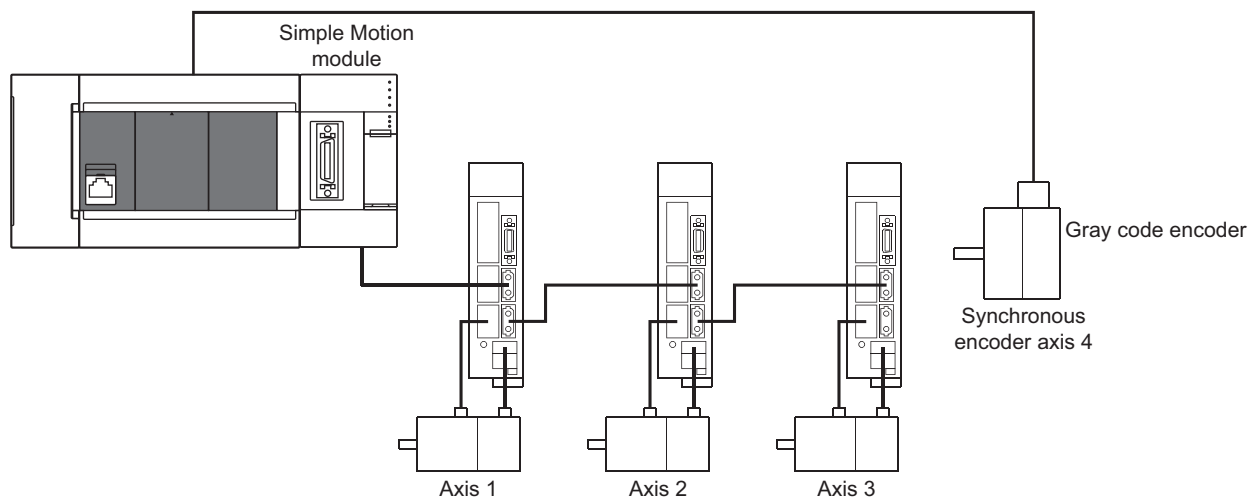 Simple Motion
module
Gray code encoder
Synchronous
encoder axis 4
Axis 1
Axis 2
Axis 3